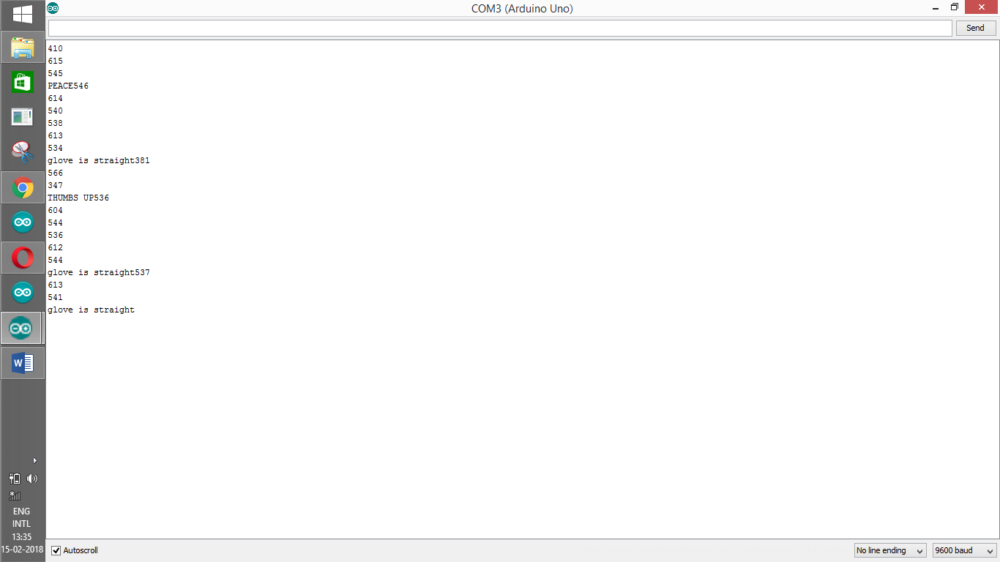 COM3 (Arduino Uno)
Send
410
615
545
PEACE546
614
540
538
613
534
glove is straight381
566
347
THUMBS UP536
604
544
536
612
544
glove is straight537
613
541
glove is straight
W
ENG
INTL
13:35
15-02-2018
Autoscroll
No line ending
9600 baud